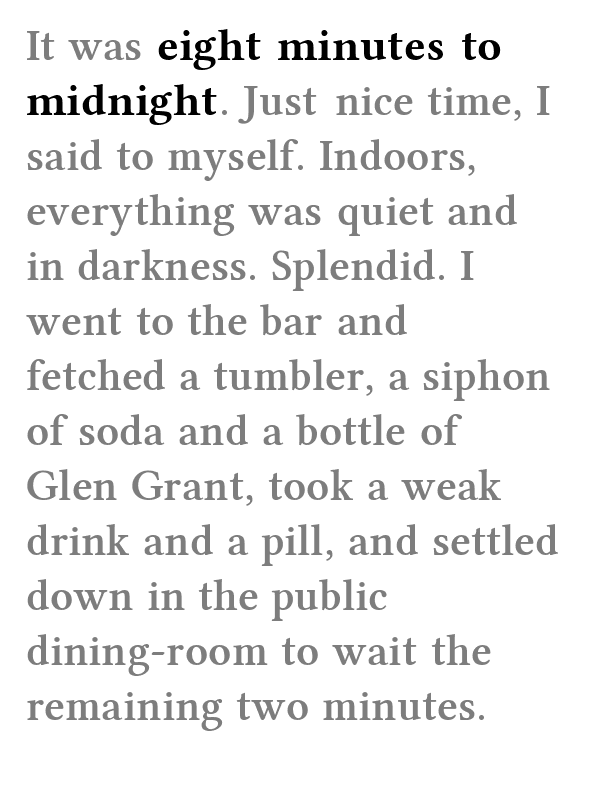 It was eight minutes to
midnight. Just nice time, I
said to myself. Indoors,
everything was quiet and
in darkness. Splendid. I
went to the bar and
fetched a tumbler, a siphon
of soda and a bottle of
Glen Grant, took a weak
drink and a pill, and settled
down in the public
dining-room to wait the
remaining two minutes.